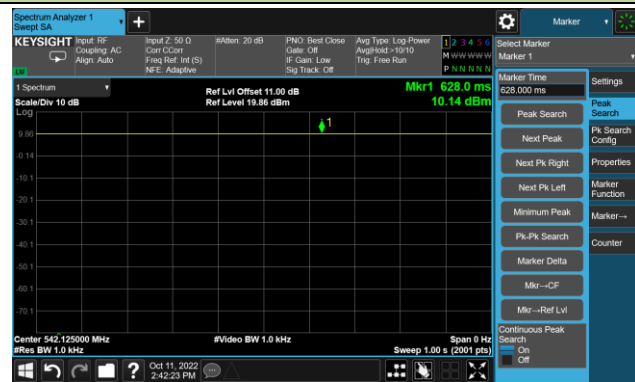 Spectrum Analyzer 1
Swept SA
Marker
KEYSIGHT
Input: RF
Coupling: AC
Align: Auto
Input Z: 50 Ω
Corr CCorr
Freq Ref: Int (S)
NFE: Adaptive
#Atten: 20 dB
PNO: Best Close
Gate: Off
IF Gain: Low
Sig Track: Off
Avg Type: Log-Power
Avg|Hold:>10/10
Trig: Free Run
1 2 3 4 5 6
M W W W W W
P N N N N N
Select Marker
Marker 1
1 Spectrum
Scale/Div 10 dB
Log
Ref Lvl Offset 11.00 dB
Ref Level 19.86 dBm
Mkr1 628.0 ms
10.14 dBm
1
9.86
-0.14
-10.1
-20.1
-30.1
-40.1
-50.1
-60.1
-70.1
Center 542.125000 MHz
#Res BW 1.0 kHz
#Video BW 1.0 kHz
Span 0 Hz
Sweep 1.00 s (2001 pts)
Marker Time
628.000 ms
Peak Search
Next Peak
Next Pk Right
Next Pk Left
Minimum Peak
Pk-Pk Search
Marker Delta
Mkr→CF
Mkr→Ref Lvl
Continuous Peak
Search
On
Off
Settings
Peak
Search
Pk Search
Config
Properties
Marker
Function
Marker→
Counter
?
Oct 11, 2022
2:42:23 PM